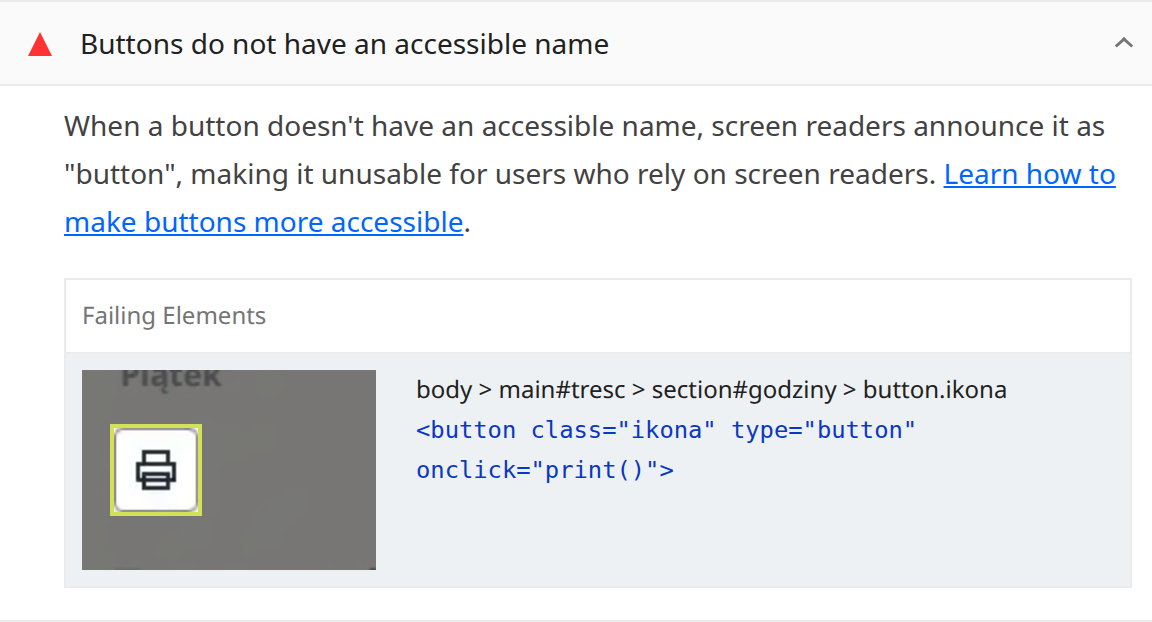 Buttons do not have an accessible name
When a button doesn't have an accessible name, screen readers announce it as
"button", making it unusable for users who rely on screen readers. Learn how to
make buttons more accessible.
Failing Elements
Piątek
body > main#tresc > section#godziny > button.ikona
<button class="ikona" type="button"
onclick="print()">